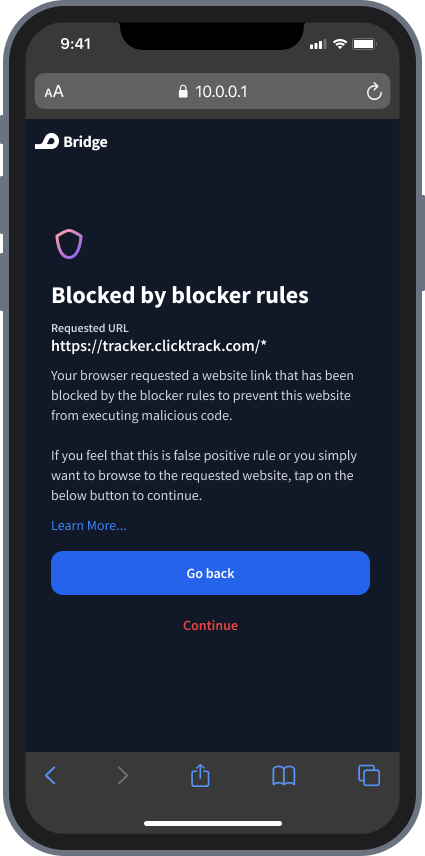 9:41
AA
10.0.0.1
Bridge
Blocked by blocker rules
Requested URL
https://tracker.clicktrack.com/*
Your browser requested a website link that has been
blocked by the blocker rules to prevent this website
from executing malicious code.
If you feel that this is false positive rule or you simply
want to browse to the requested website, tap on the
below button to continue.
Learn More...
Go back
Continue